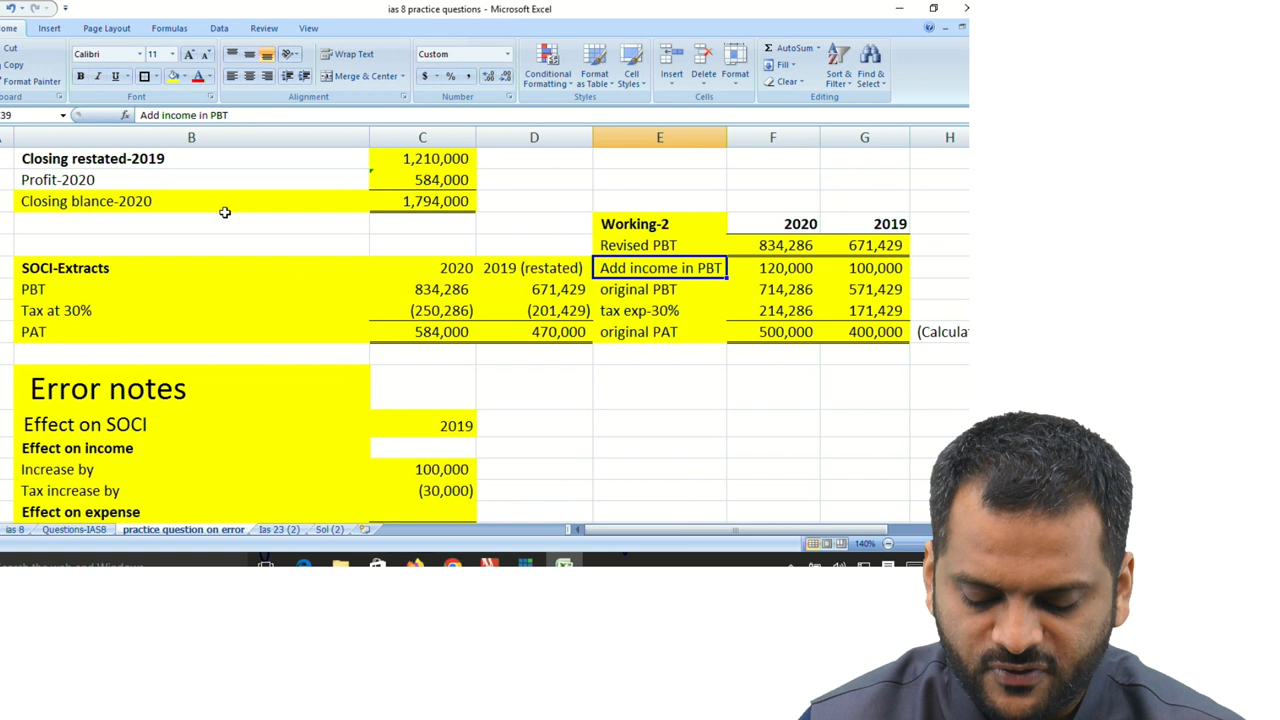 ias 8 practice questions - Microsoft Excel
ome Insert Page Layout Formulas Data Review View
Cut
Copy
Format Painter
board
Calibri 11
Font
Wrap Text
Merge & Center
Alignment
Custom
Number
Conditional Formatting
Format as Table
Cell Styles
Styles
Insert Delete Format
Cells
AutoSum
Fill
Clear
Sort & Filter
Find & Select
Editing
39 fx Add income in PBT
B C D E F G H
Closing restated-2019 1,210,000
Profit-2020 584,000
Closing blance-2020 1,794,000
Working-2 2020 2019
Revised PBT 834,286 671,429
SOCI-Extracts 2020 2019 (restated) Add income in PBT 120,000 100,000
PBT 834,286 671,429 original PBT 714,286 571,429
Tax at 30% (250,286) (201,429) tax exp-30% 214,286 171,429
PAT 584,000 470,000 original PAT 500,000 400,000 (Calcula
Error notes
Effect on SOCI 2019
Effect on income
Increase by 100,000
Tax increase by (30,000)
Effect on expense
ias 8 Questions-IAS8 practice question on error Ias 23 (2) Sol (2)
140%